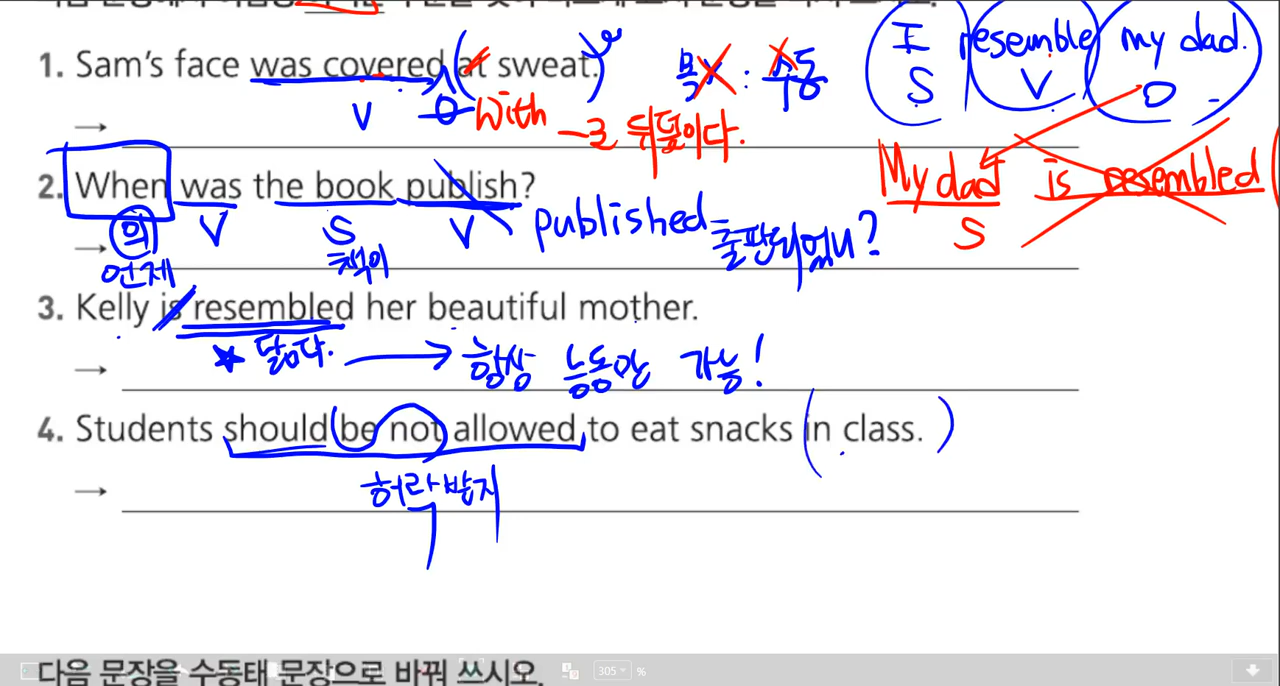 1. Sam's face was covered at sweat.
V O with
–로 뒤덮이다.
목 X : 수동
I resemble my dad.
S V O
My dad is resembled
S
2. When was the book publish?
의 V S V published
언제 책이 출판되었니?
3. Kelly is resembled her beautiful mother.
★ 닮다. → 항상 능동만 가능!
→
4. Students should be not allowed to eat snacks in class.
허락받지
→
다음 문장을 수동태 문장으로 바꿔 쓰시오.
305 %